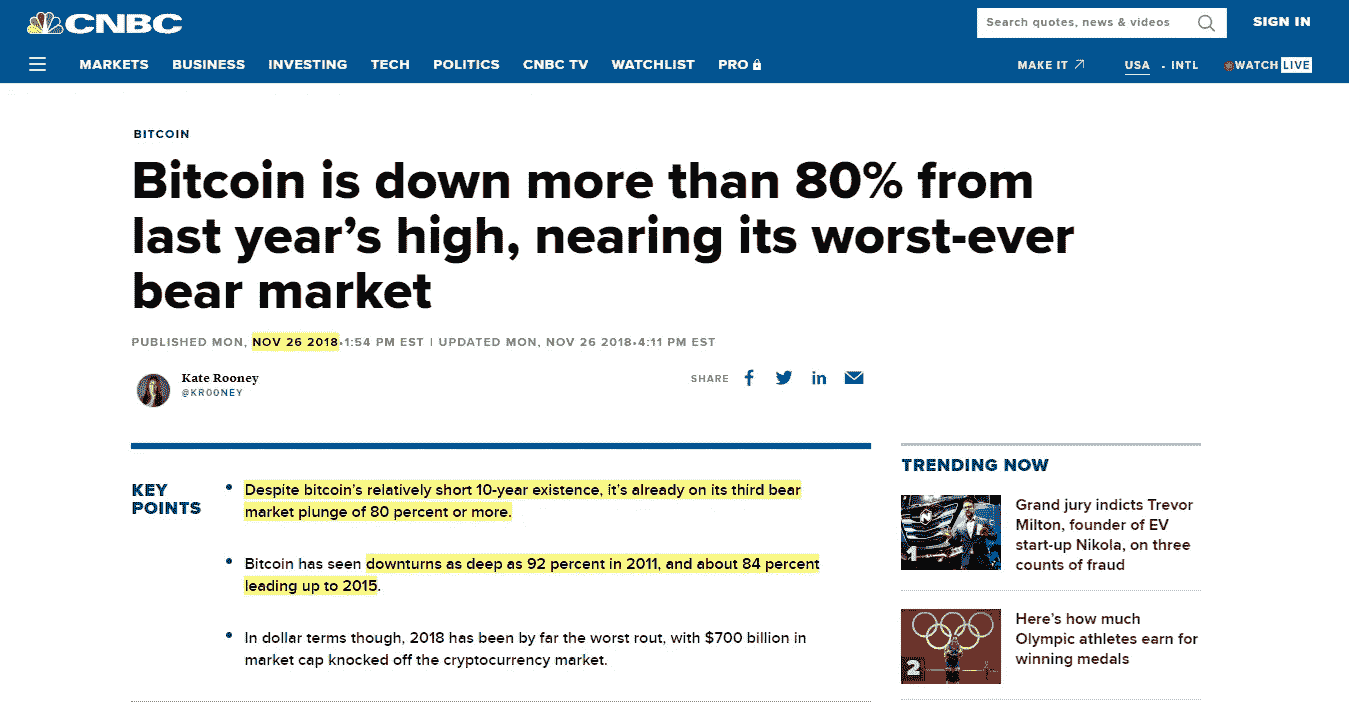 CNBC
Search quotes, news & videos
SIGN IN
MARKETS BUSINESS INVESTING TECH POLITICS CNBC TV WATCHLIST PRO
MAKE IT
USA • INTL
WATCH LIVE
BITCOIN
Bitcoin is down more than 80% from
last year’s high, nearing its worst-ever
bear market
PUBLISHED MON, NOV 26 2018•1:54 PM EST | UPDATED MON, NOV 26 2018•4:11 PM EST
Kate Rooney
@KROONEY
SHARE
KEY
POINTS
Despite bitcoin’s relatively short 10-year existence, it’s already on its third bear
market plunge of 80 percent or more.
Bitcoin has seen downturns as deep as 92 percent in 2011, and about 84 percent
leading up to 2015.
In dollar terms though, 2018 has been by far the worst rout, with $700 billion in
market cap knocked off the cryptocurrency market.
TRENDING NOW
1
Grand jury indicts Trevor
Milton, founder of EV
start-up Nikola, on three
counts of fraud
2
Here’s how much
Olympic athletes earn for
winning medals